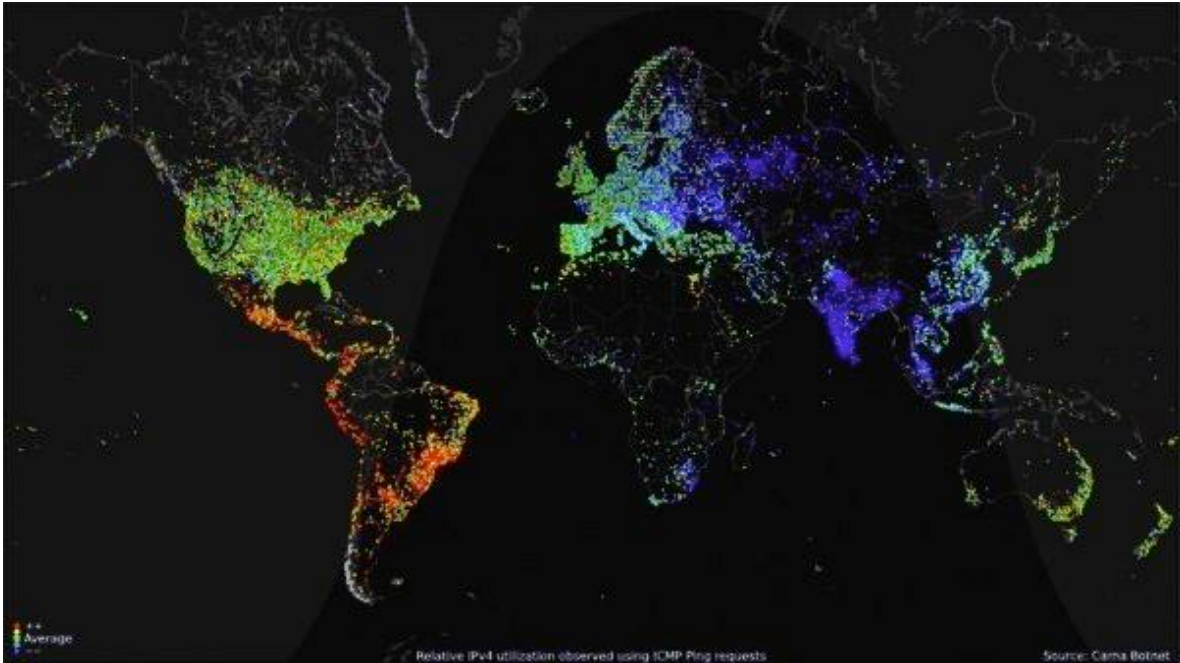 ++
Average
--
Relative IPv4 utilization observed using ICMP Ping requests
Source: Carna Botnet